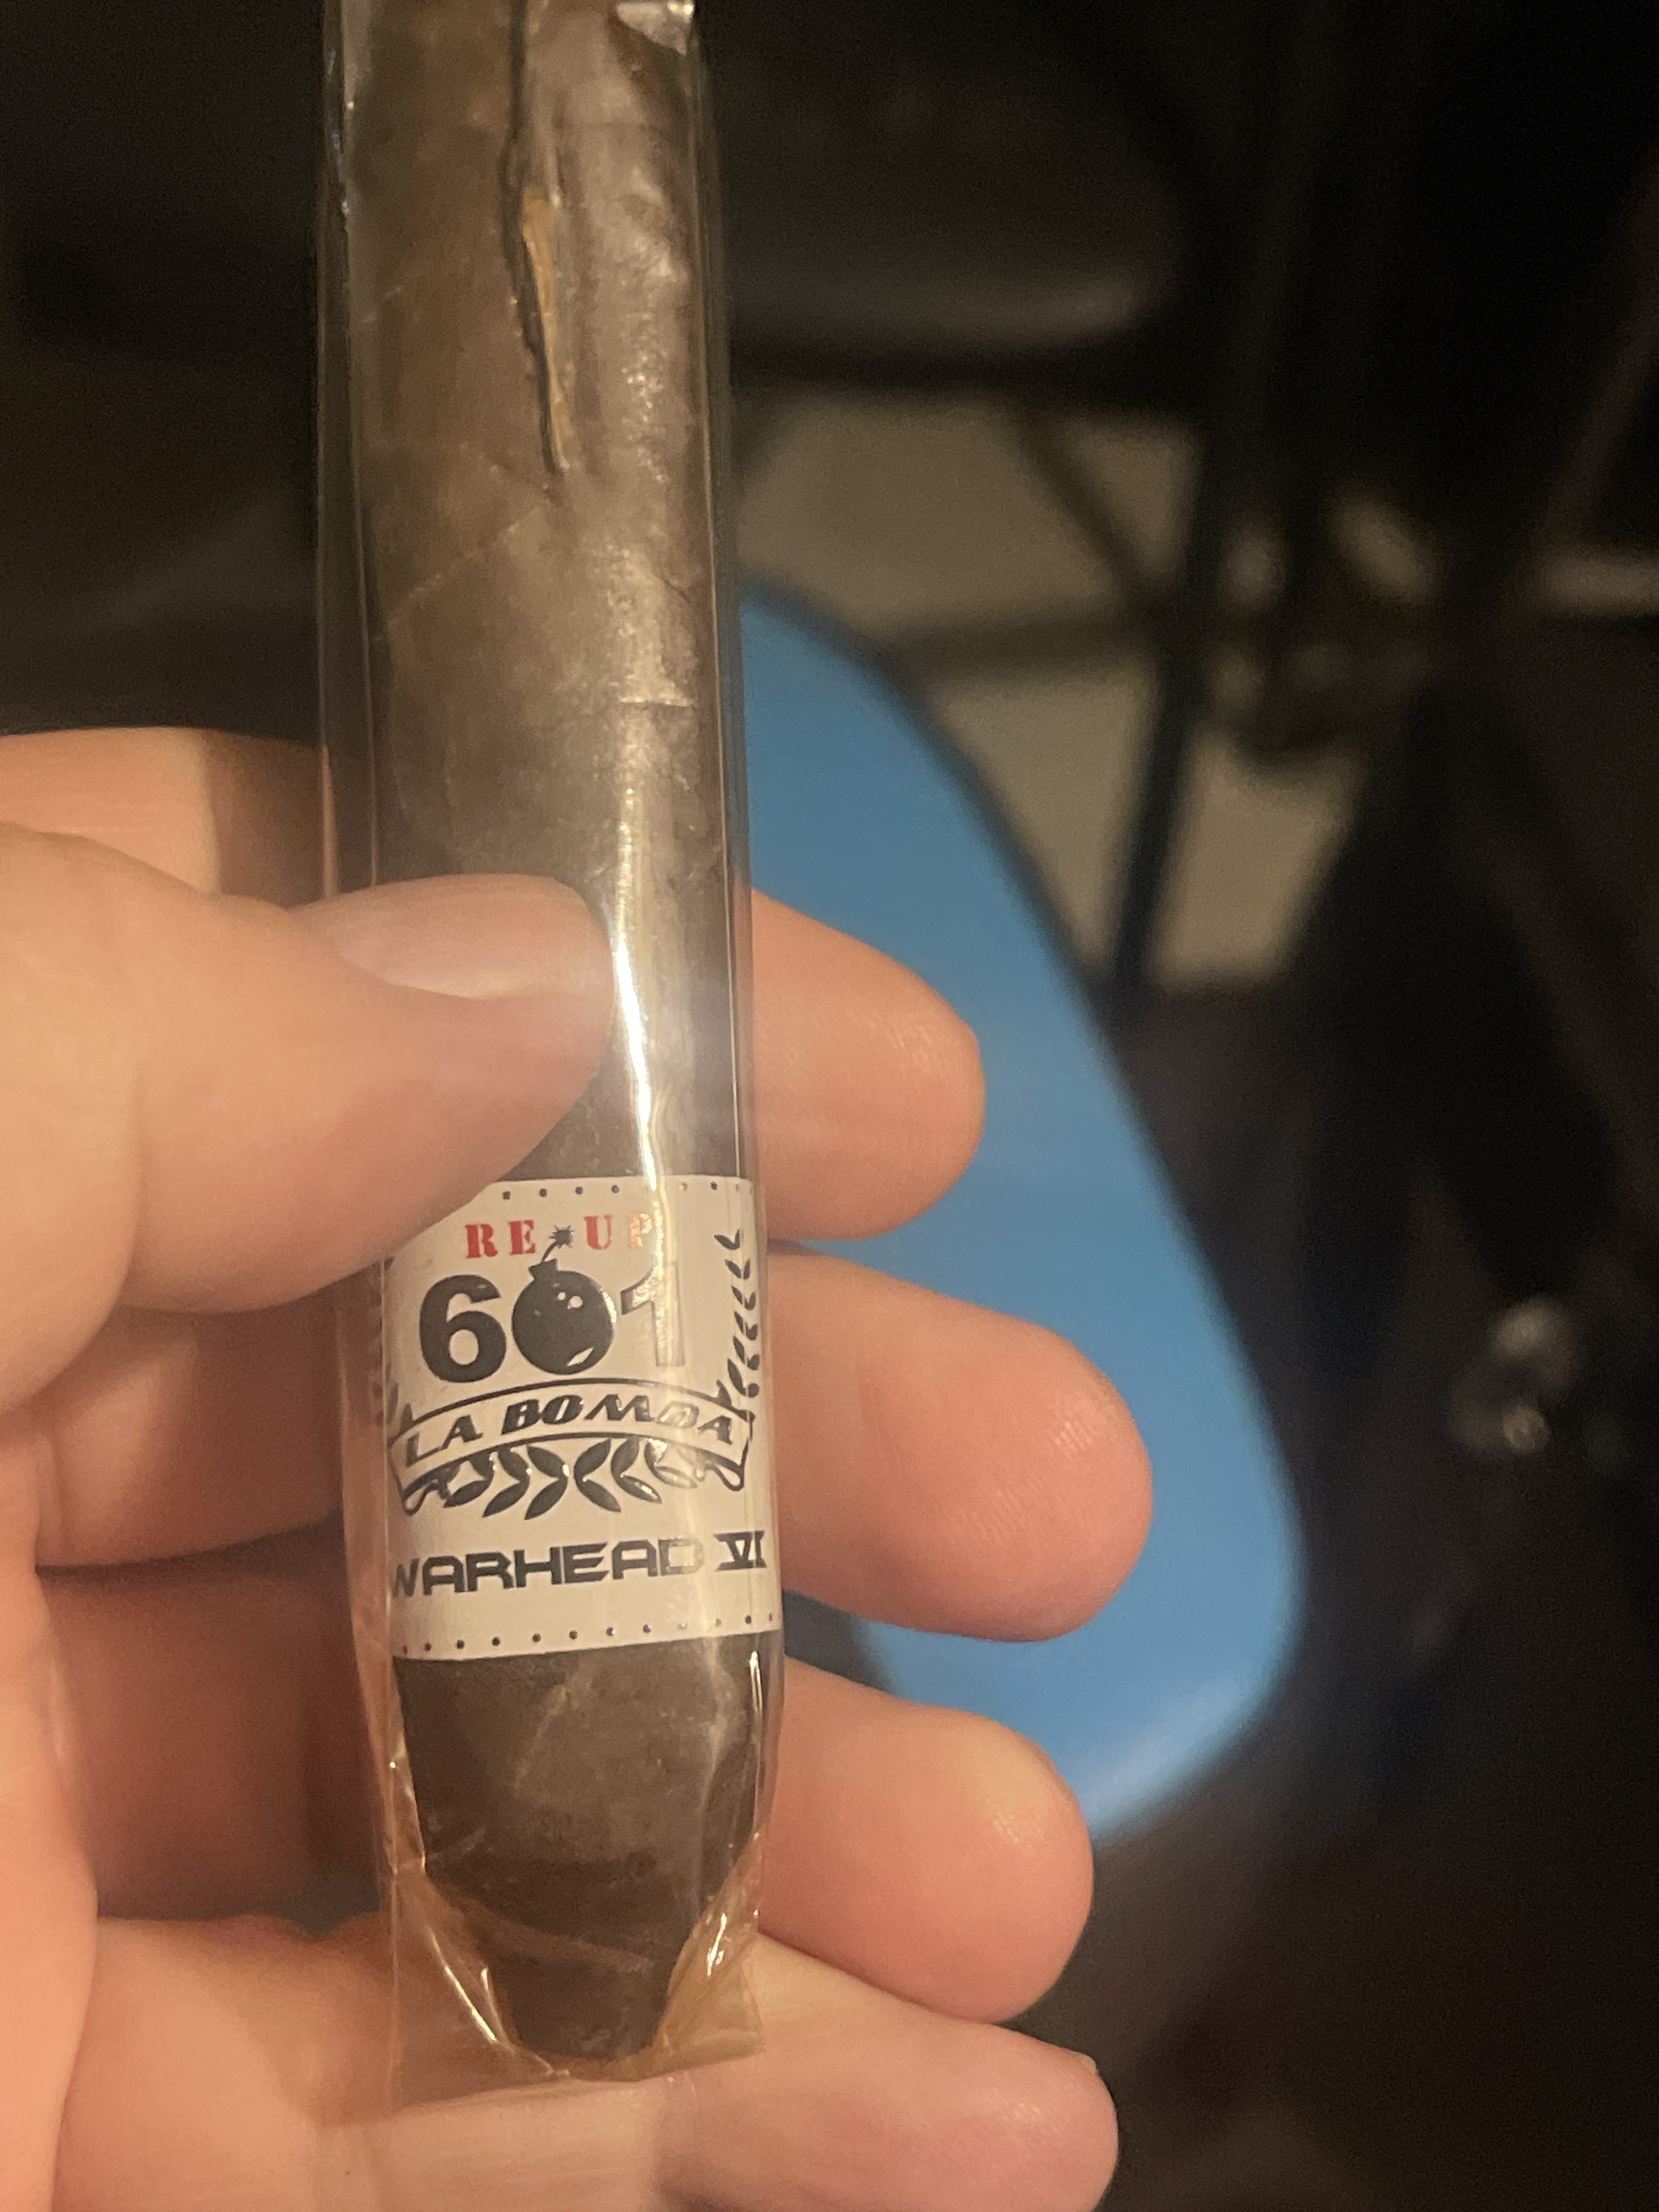 RE UP
601
LA BOMBA
WARHEAD VI